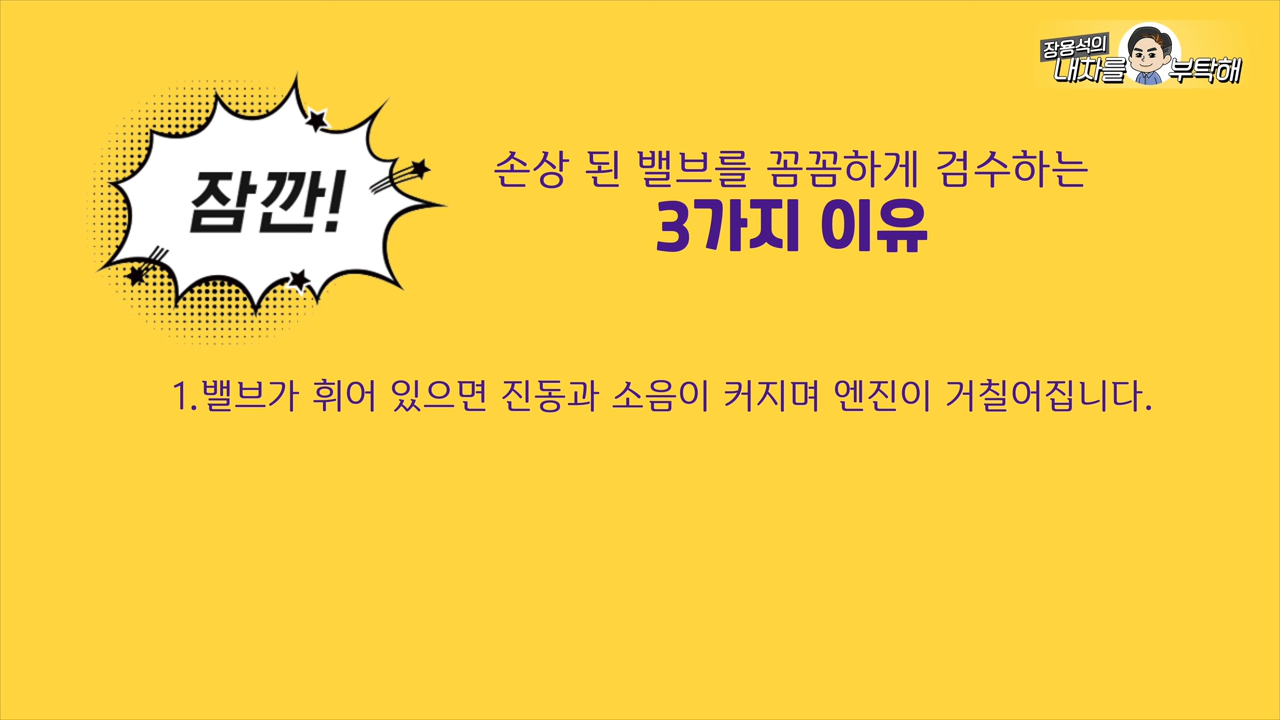 장용석의
내차를 부탁해
잠깐!
손상 된 밸브를 꼼꼼하게 검수하는
3가지 이유
1.밸브가 휘어 있으면 진동과 소음이 커지며 엔진이 거칠어집니다.